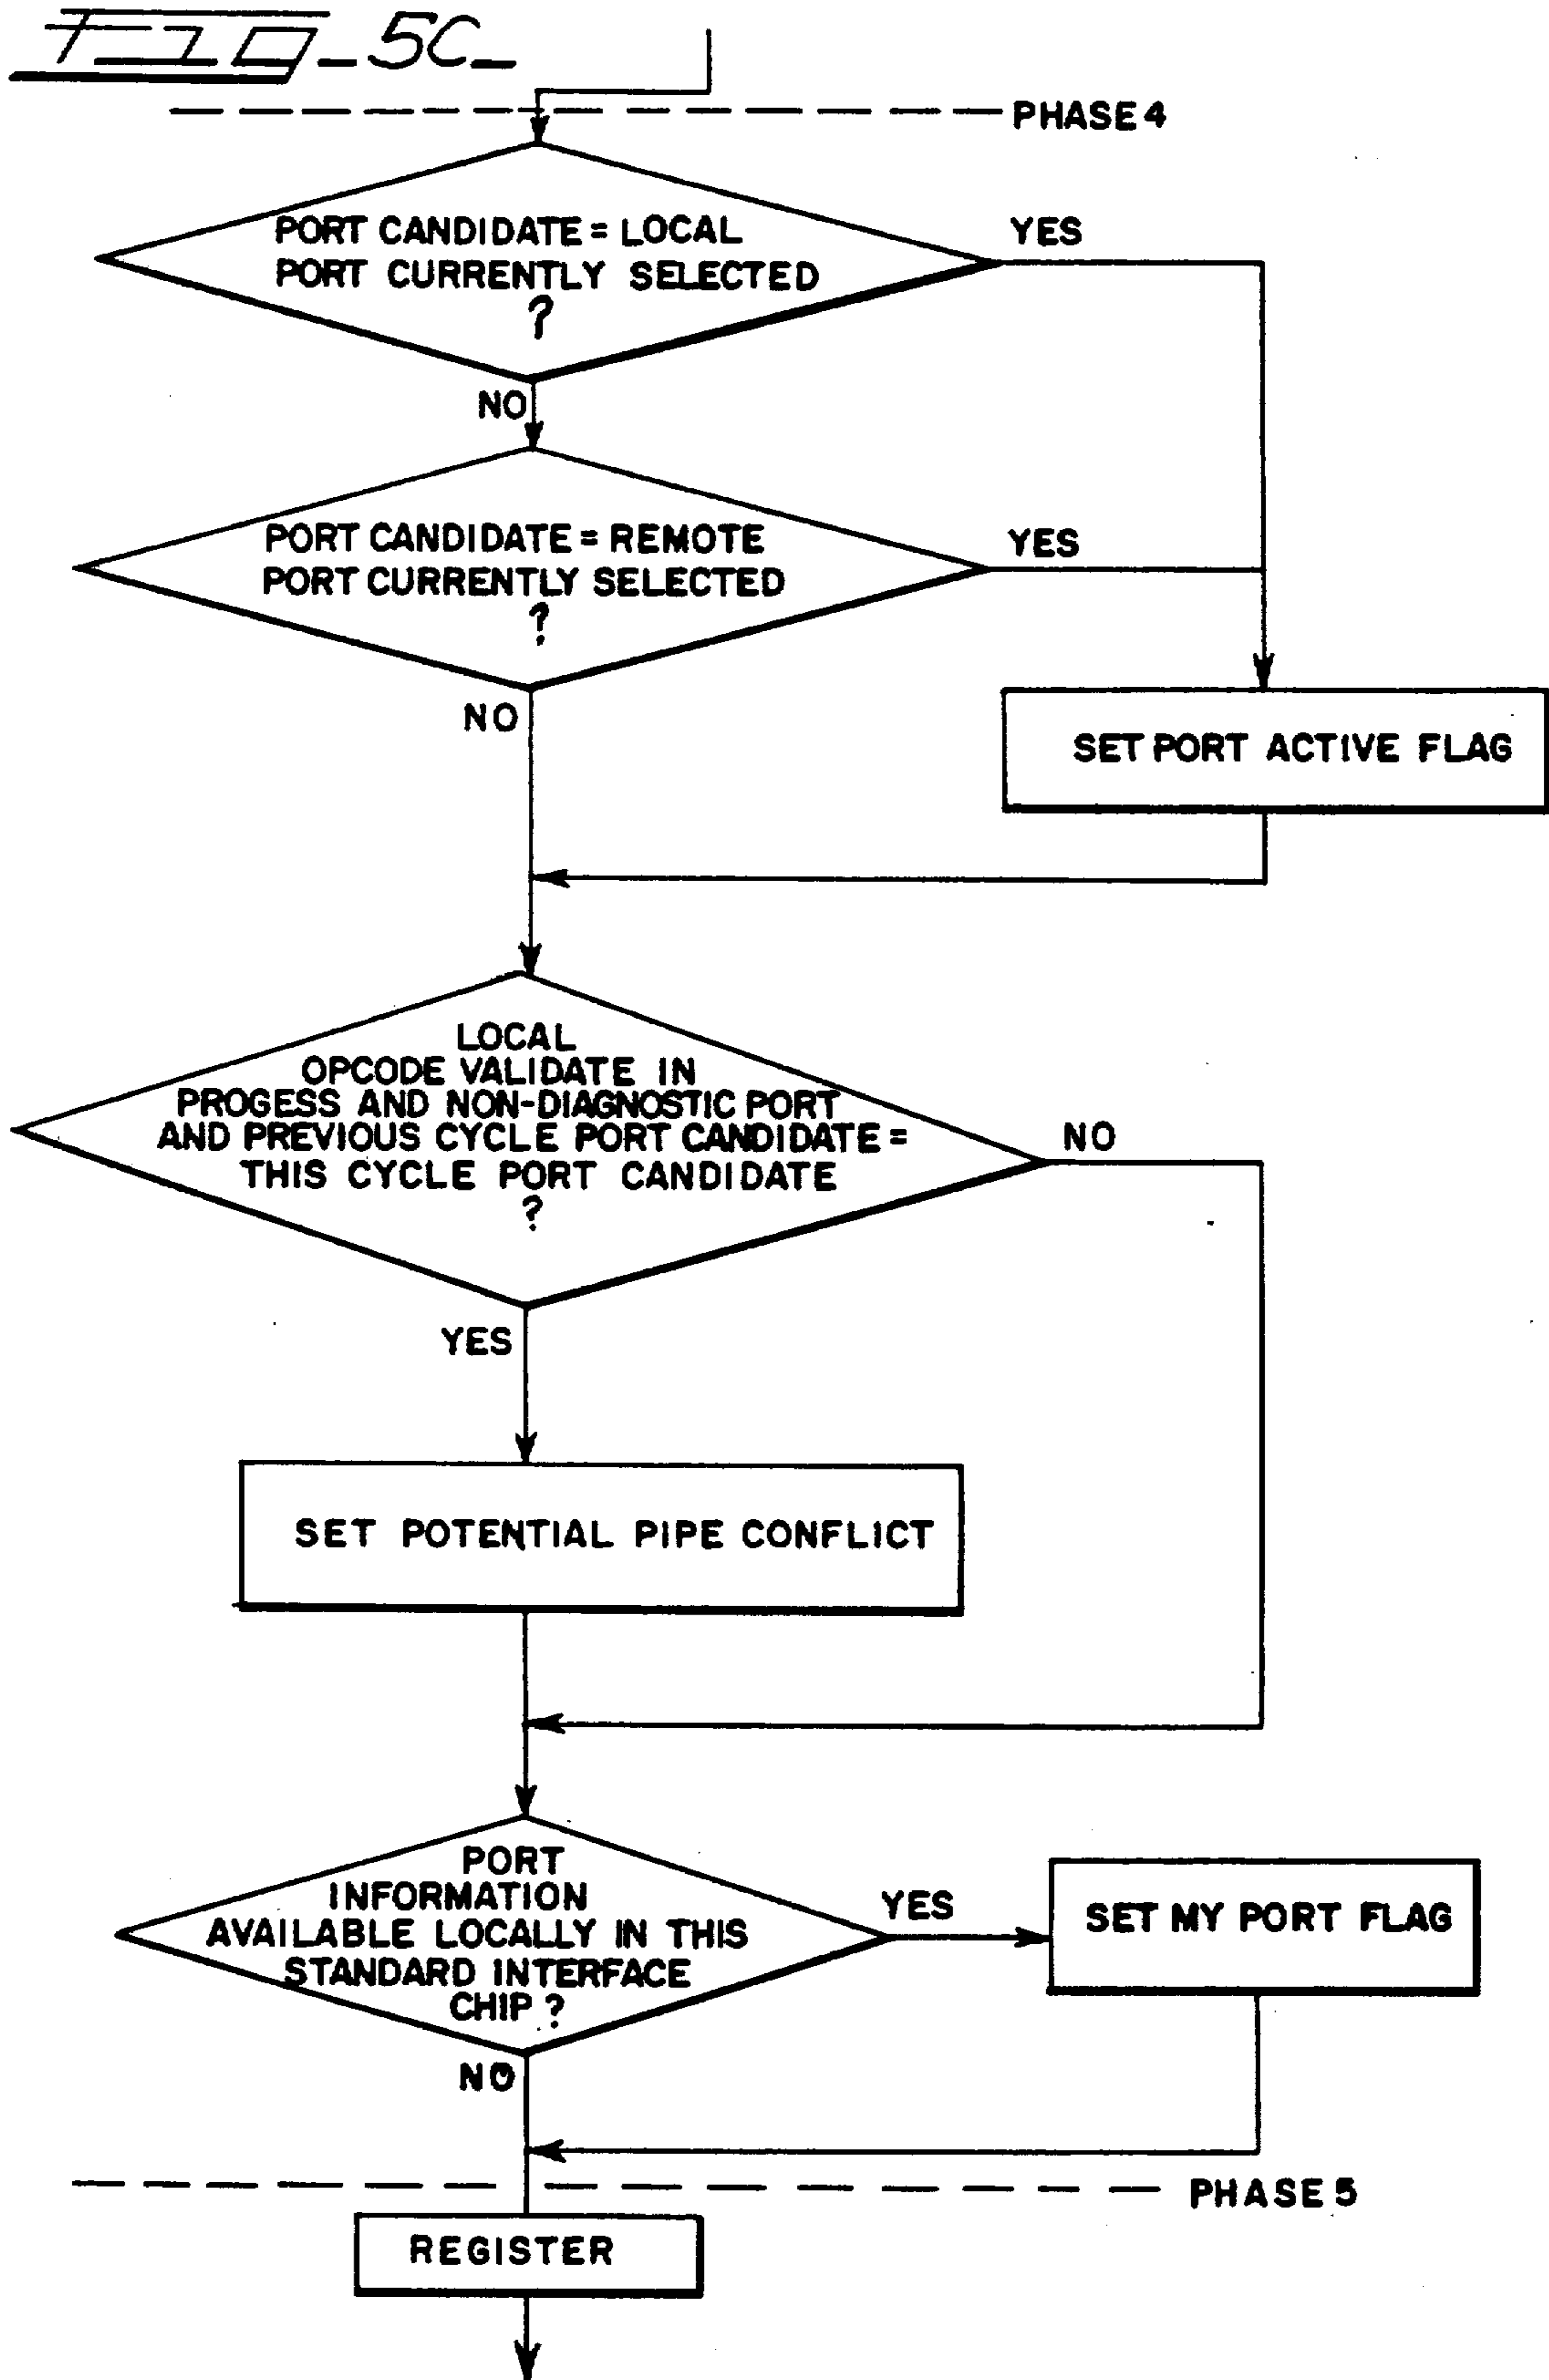 Fig_5C_
PHASE 4
PORT CANDIDATE = LOCAL
PORT CURRENTLY SELECTED
?
YES
NO
PORT CANDIDATE = REMOTE
PORT CURRENTLY SELECTED
?
YES
NO
SET PORT ACTIVE FLAG
LOCAL
OPCODE VALIDATE IN
PROGESS AND NON-DIAGNOSTIC PORT
AND PREVIOUS CYCLE PORT CANDIDATE =
THIS CYCLE PORT CANDIDATE
?
NO
YES
SET POTENTIAL PIPE CONFLICT
PORT
INFORMATION
AVAILABLE LOCALLY IN THIS
STANDARD INTERFACE
CHIP ?
YES
SET MY PORT FLAG
NO
PHASE 5
REGISTER